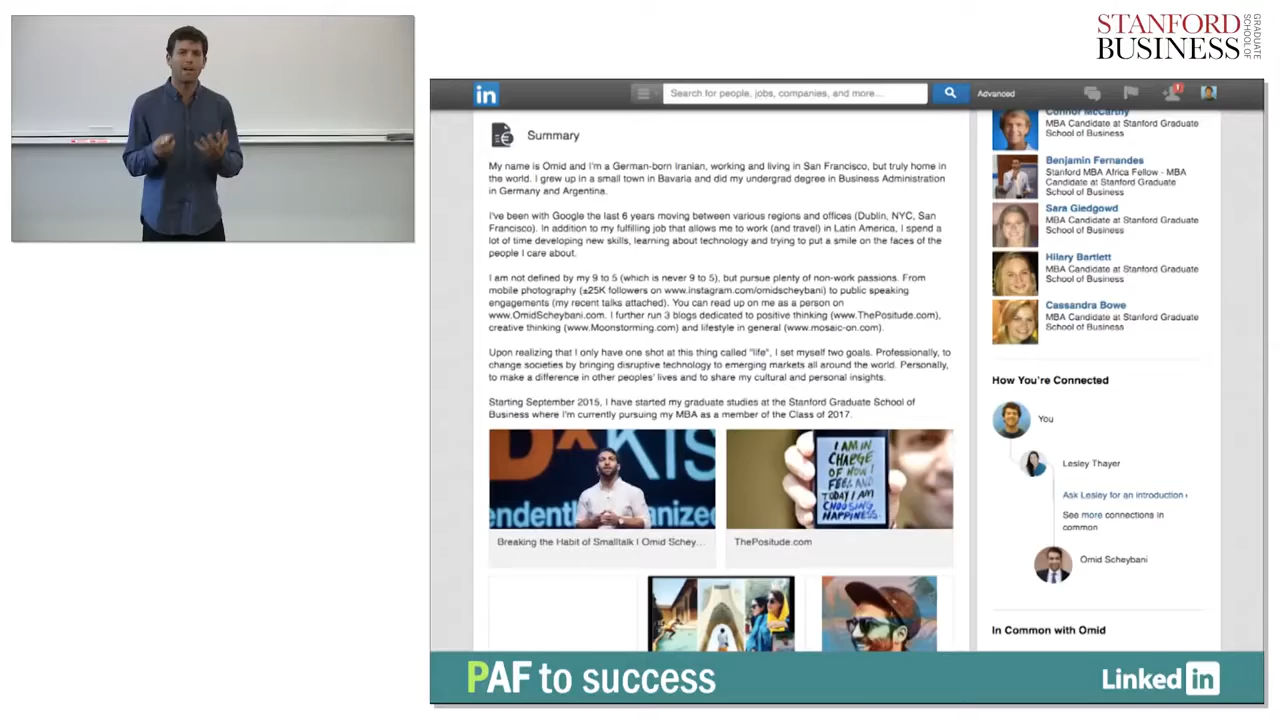 STANFORD
BUSINESS
GRADUATE
SCHOOL OF
in
Search for people, jobs, companies, and more...
Advanced
1
Summary
My name is Omid and I'm a German-born Iranian, working and living in San Francisco, but truly home in
the world. I grew up in a small town in Bavaria and did my undergrad degree in Business Administration
in Germany and Argentina.
I've been with Google the last 6 years moving between various regions and offices (Dublin, NYC, San
Francisco). In addition to my fulfilling job that allows me to work (and travel) in Latin America, I spend a
lot of time developing new skills, learning about technology and trying to put a smile on the faces of the
people I care about.
I am not defined by my 9 to 5 (which is never 9 to 5), but pursue plenty of non-work passions. From
mobile photography (±25K followers on www.instagram.com/omidscheybani) to public speaking
engagements (my recent talks attached). You can read up on me as a person on
www.OmidScheybani.com. I further run 3 blogs dedicated to positive thinking (www.ThePositude.com),
creative thinking (www.Moonstorming.com) and lifestyle in general (www.mosaic-on.com).
Upon realizing that I only have one shot at this thing called "life", I set myself two goals. Professionally, to
change societies by bringing disruptive technology to emerging markets all around the world. Personally,
to make a difference in other peoples' lives and to share my cultural and personal insights.
Starting September 2015, I have started my graduate studies at the Stanford Graduate School of
Business where I'm currently pursuing my MBA as a member of the Class of 2017.
DxKIS
endently organized
Breaking the Habit of Smalltalk I Omid Schey...
I AM IN
CHARGE
OF HOW I
FEEL AND
TODAY I AM
CHOOSING
HAPPINESS.
ThePositude.com
Connor McCarthy
MBA Candidate at Stanford Graduate
School of Business
Benjamin Fernandes
Stanford MBA Africa Fellow - MBA
Candidate at Stanford Graduate
School of Business
Sara Giedgowd
MBA Candidate at Stanford Graduate
School of Business
Hilary Bartlett
MBA Candidate at Stanford Graduate
School of Business
Cassandra Bowe
MBA Candidate at Stanford Graduate
School of Business
How You're Connected
You
Lesley Thayer
Ask Lesley for an introduction ›
See more connections in
common
Omid Scheybani
In Common with Omid
PAF to success
Linked in